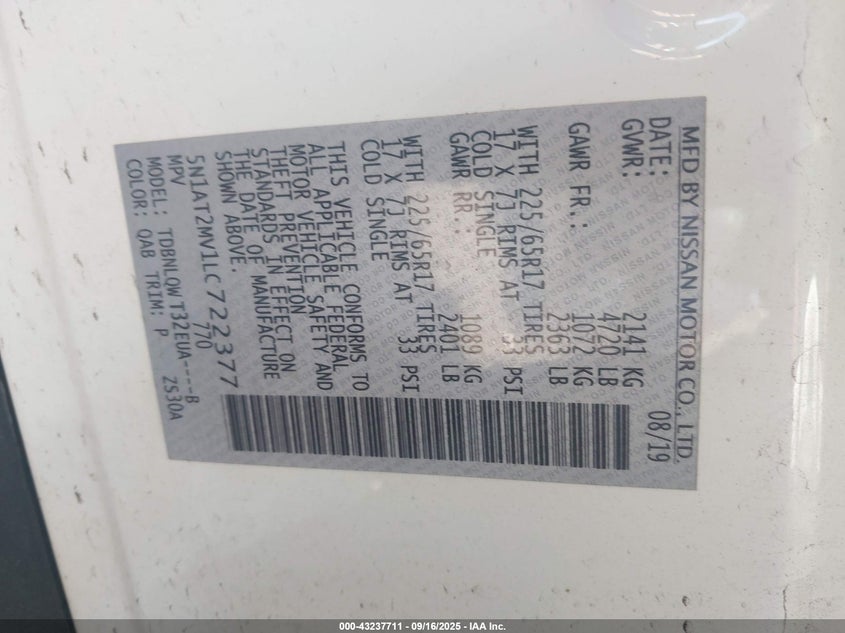 MFD BY NISSAN MOTOR CO., LTD.
DATE: 08/19
GVWR: 2141 KG
4720 LB
GAWR FR.: 1072 KG
2363 LB
WITH 225/65R17 TIRES
17 X 7J RIMS AT 33 PSI
COLD SINGLE
GAWR RR.: 1089 KG
2401 LB
WITH 225/65R17 TIRES
17 X 7J RIMS AT 33 PSI
COLD SINGLE
THIS VEHICLE CONFORMS TO
ALL APPLICABLE FEDERAL
MOTOR VEHICLE SAFETY AND
THEFT PREVENTION
STANDARDS IN EFFECT ON
THE DATE OF MANUFACTURE
SHOWN ABOVE.
5N1AT2MV1LC722377
MPV 770
MODEL: TDBNLQWT32EUA----B
COLOR: QAB TRIM: P 2S30A
000-43237711 - 09/16/2025 - IAA Inc.